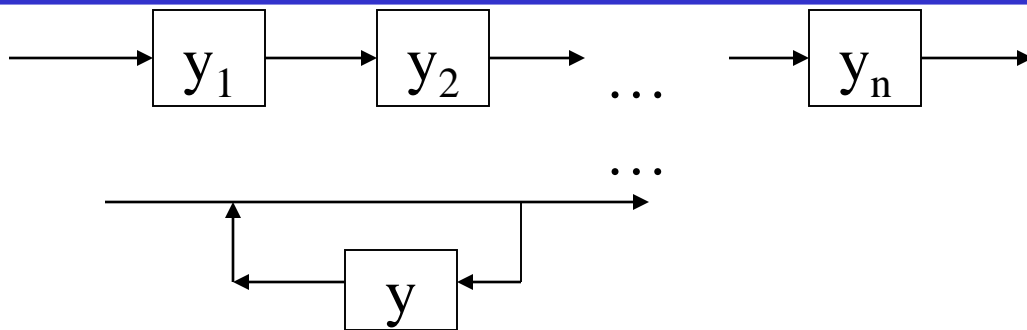 y₁ y₂ … yₙ
…
y